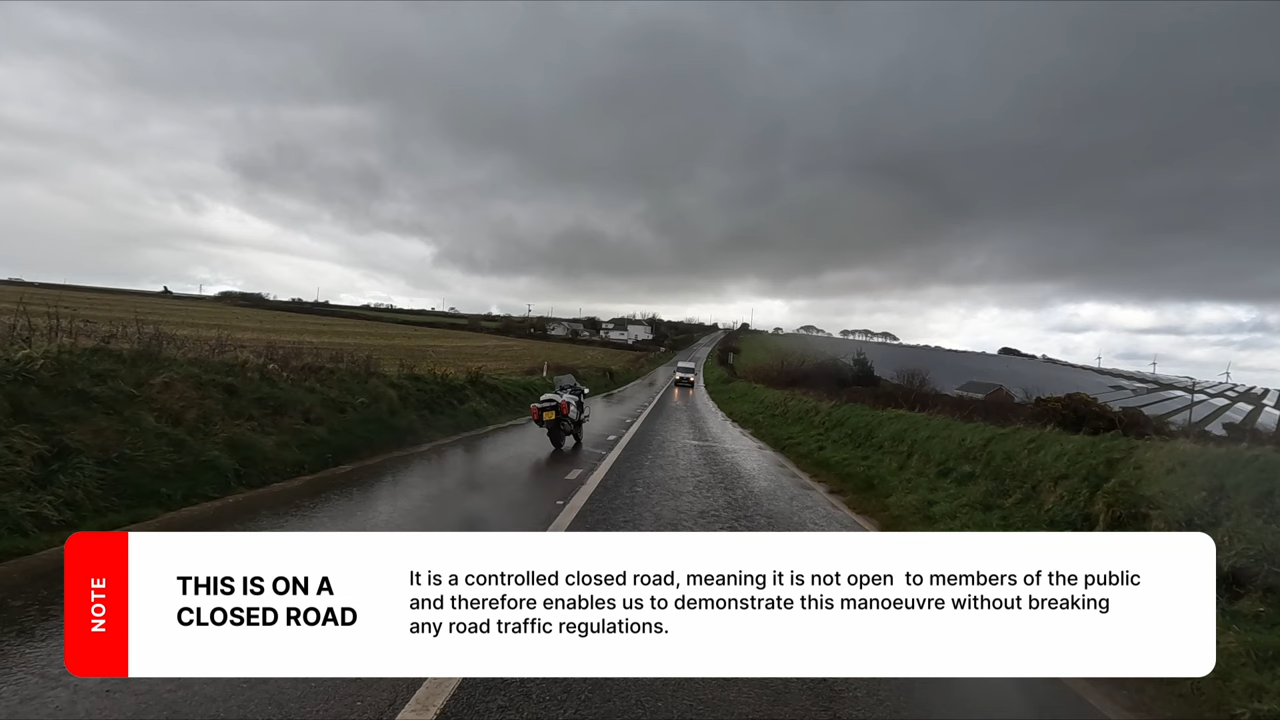 NOTE
THIS IS ON A
CLOSED ROAD
It is a controlled closed road, meaning it is not open  to members of the public
and therefore enables us to demonstrate this manoeuvre without breaking
any road traffic regulations.